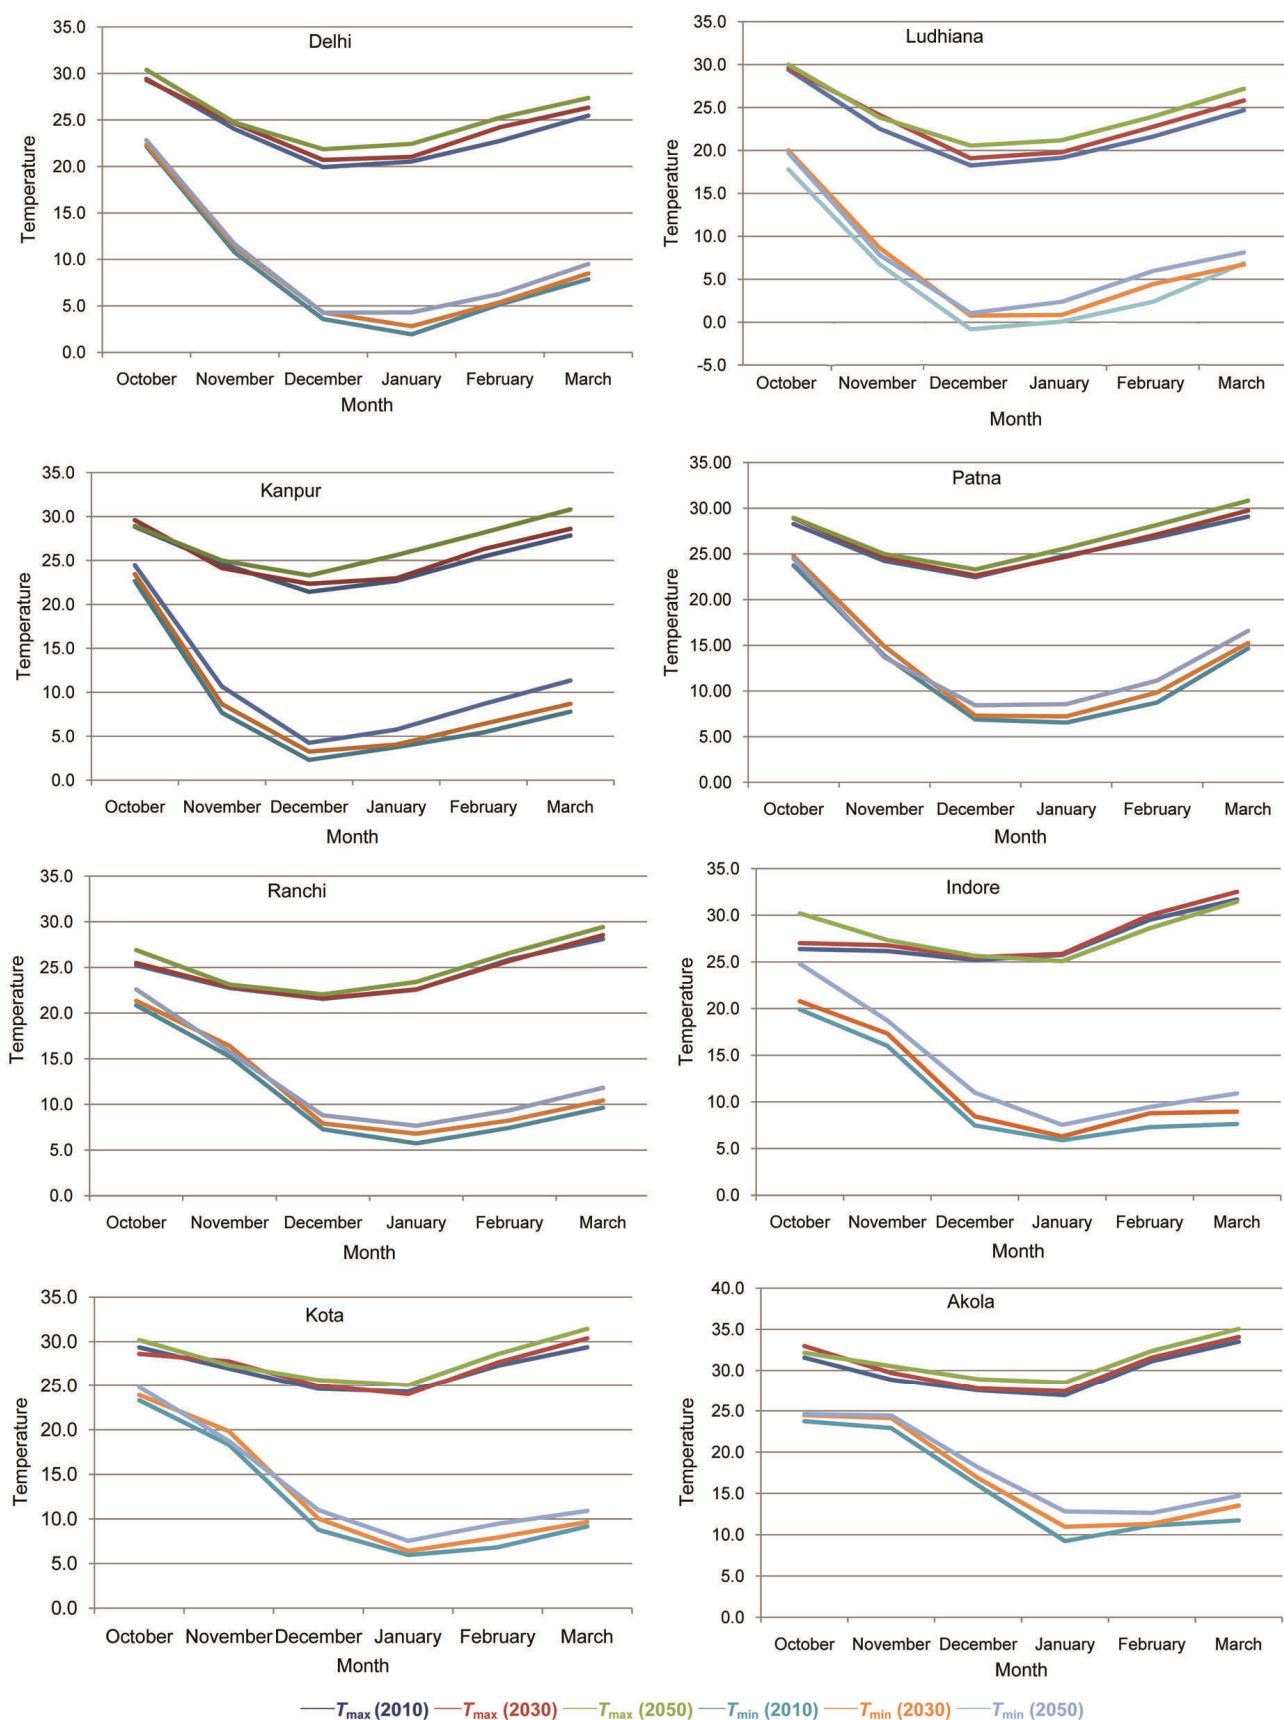 Delhi
Temperature
35.0
30.0
25.0
20.0
15.0
10.0
5.0
0.0
October November December January February March
Month
Ludhiana
Temperature
35.0
30.0
25.0
20.0
15.0
10.0
5.0
0.0
-5.0
October November December January February March
Month
Kanpur
Temperature
35.0
30.0
25.0
20.0
15.0
10.0
5.0
0.0
October November December January February March
Month
Patna
Temperature
35.00
30.00
25.00
20.00
15.00
10.00
5.00
0.00
October November December January February March
Month
Ranchi
Temperature
35.0
30.0
25.0
20.0
15.0
10.0
5.0
0.0
October November December January February March
Month
Indore
Temperature
35.0
30.0
25.0
20.0
15.0
10.0
5.0
0.0
October November December January February March
Month
Kota
Temperature
35.0
30.0
25.0
20.0
15.0
10.0
5.0
0.0
October November December January February March
Month
Akola
Temperature
40.0
35.0
30.0
25.0
20.0
15.0
10.0
5.0
0.0
October November December January February March
Month
Tmax (2010) Tmax (2030) Tmax (2050) Tmin (2010) Tmin (2030) Tmin (2050)